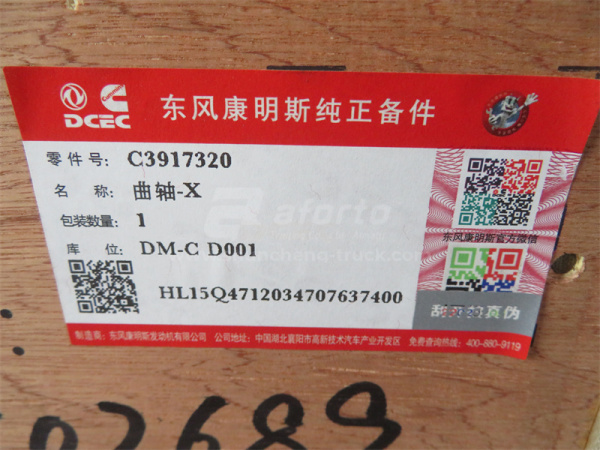 DCEC
东风康明斯纯正备件
零件号: C3917320
名 称: 曲轴-X
包装数量: 1
库 位: DM-C D001
HL15Q4712034707637400
东风康明斯官方微信
刮开的真伪
制造商: 东风康明斯发动机有限公司 公司地址: 中国湖北襄阳市高新技术汽车产业开发区 免费查询热线: 400-880-9119
02689